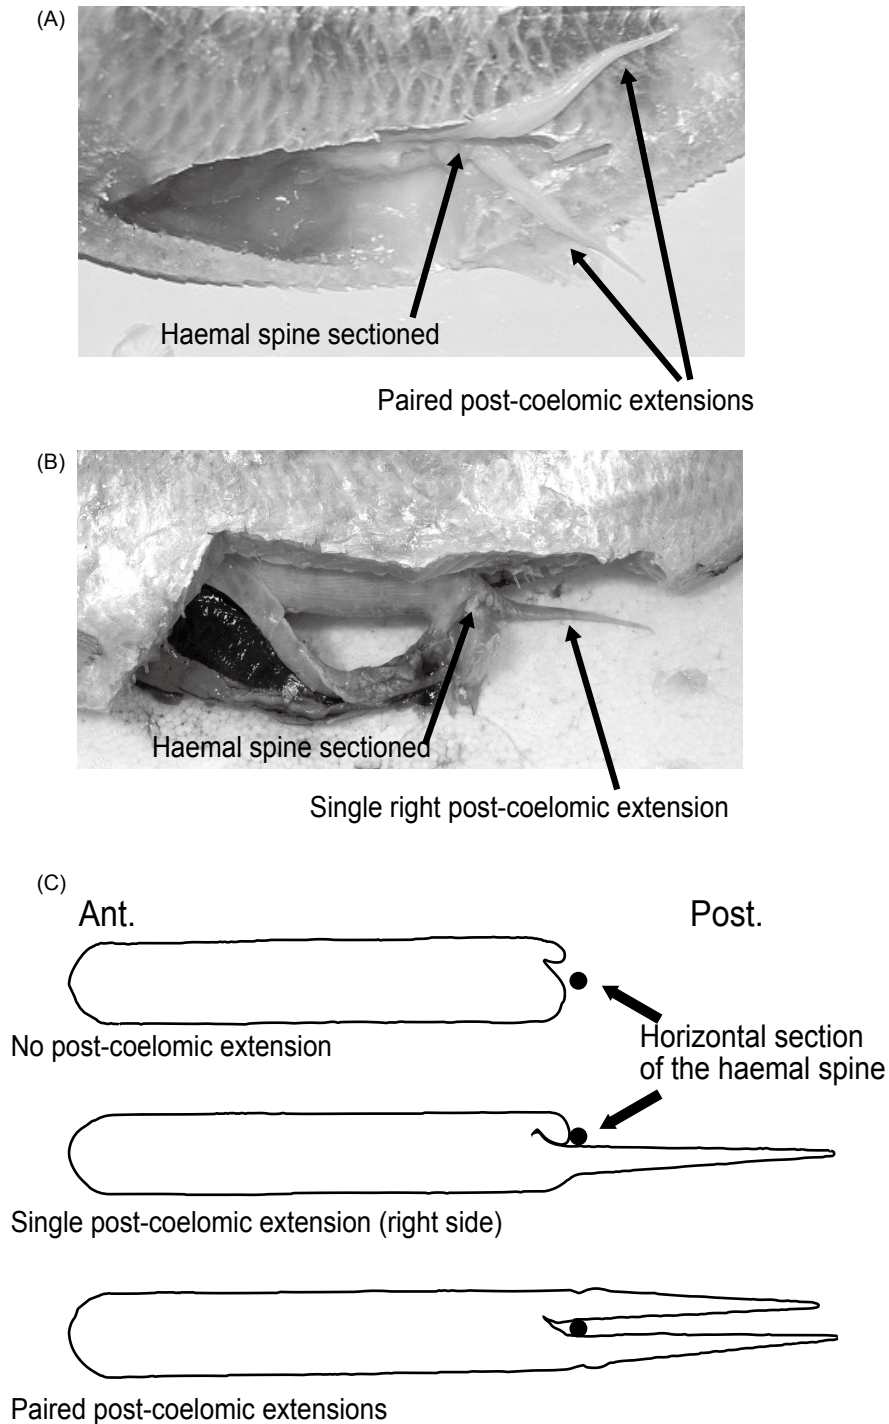 (A)
Haemal spine sectioned
Paired post-coelomic extensions
(B)
Haemal spine sectioned
Single right post-coelomic extension
(C)
Ant.
Post.
No post-coelomic extension
Horizontal section
of the haemal spine
Single post-coelomic extension (right side)
Paired post-coelomic extensions